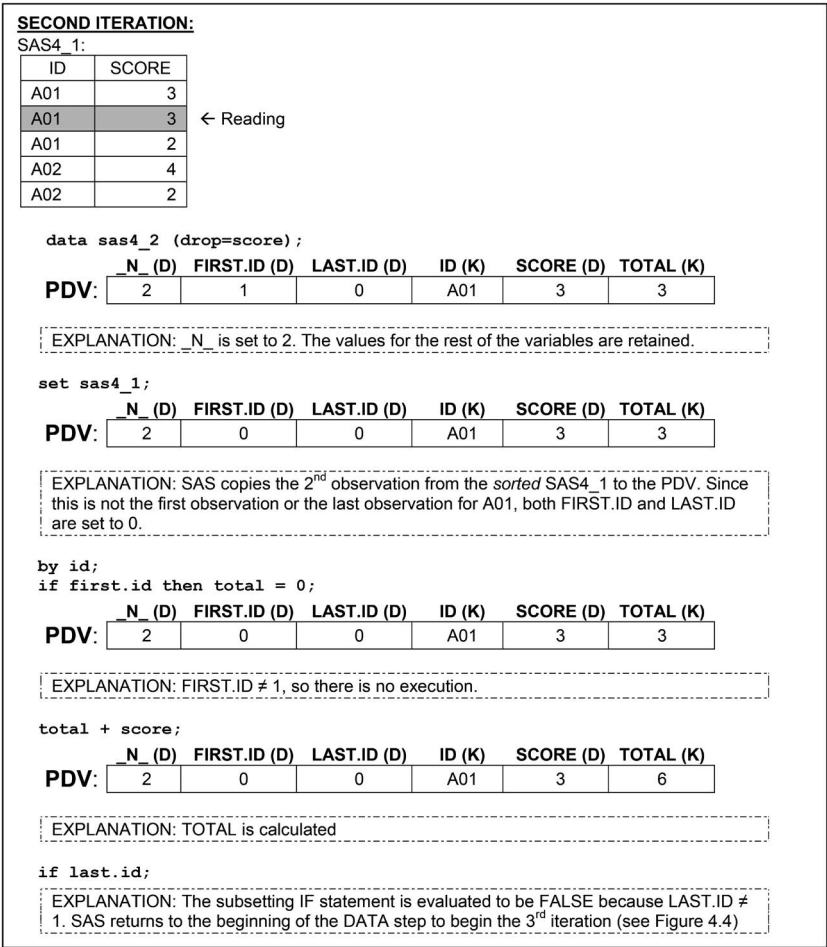 SECOND ITERATION:
SAS4_1:
ID SCORE
A01 3
A01 3 ← Reading
A01 2
A02 4
A02 2
data sas4_2 (drop=score);
_N_ (D) FIRST.ID (D) LAST.ID (D) ID (K) SCORE (D) TOTAL (K)
PDV: 2 1 0 A01 3 3
EXPLANATION: _N_ is set to 2. The values for the rest of the variables are retained.
set sas4_1;
_N_ (D) FIRST.ID (D) LAST.ID (D) ID (K) SCORE (D) TOTAL (K)
PDV: 2 0 0 A01 3 3
EXPLANATION: SAS copies the 2nd observation from the sorted SAS4_1 to the PDV. Since
this is not the first observation or the last observation for A01, both FIRST.ID and LAST.ID
are set to 0.
by id;
if first.id then total = 0;
_N_ (D) FIRST.ID (D) LAST.ID (D) ID (K) SCORE (D) TOTAL (K)
PDV: 2 0 0 A01 3 3
EXPLANATION: FIRST.ID ≠ 1, so there is no execution.
total + score;
_N_ (D) FIRST.ID (D) LAST.ID (D) ID (K) SCORE (D) TOTAL (K)
PDV: 2 0 0 A01 3 6
EXPLANATION: TOTAL is calculated
if last.id;
EXPLANATION: The subsetting IF statement is evaluated to be FALSE because LAST.ID ≠
1. SAS returns to the beginning of the DATA step to begin the 3rd iteration (see Figure 4.4)